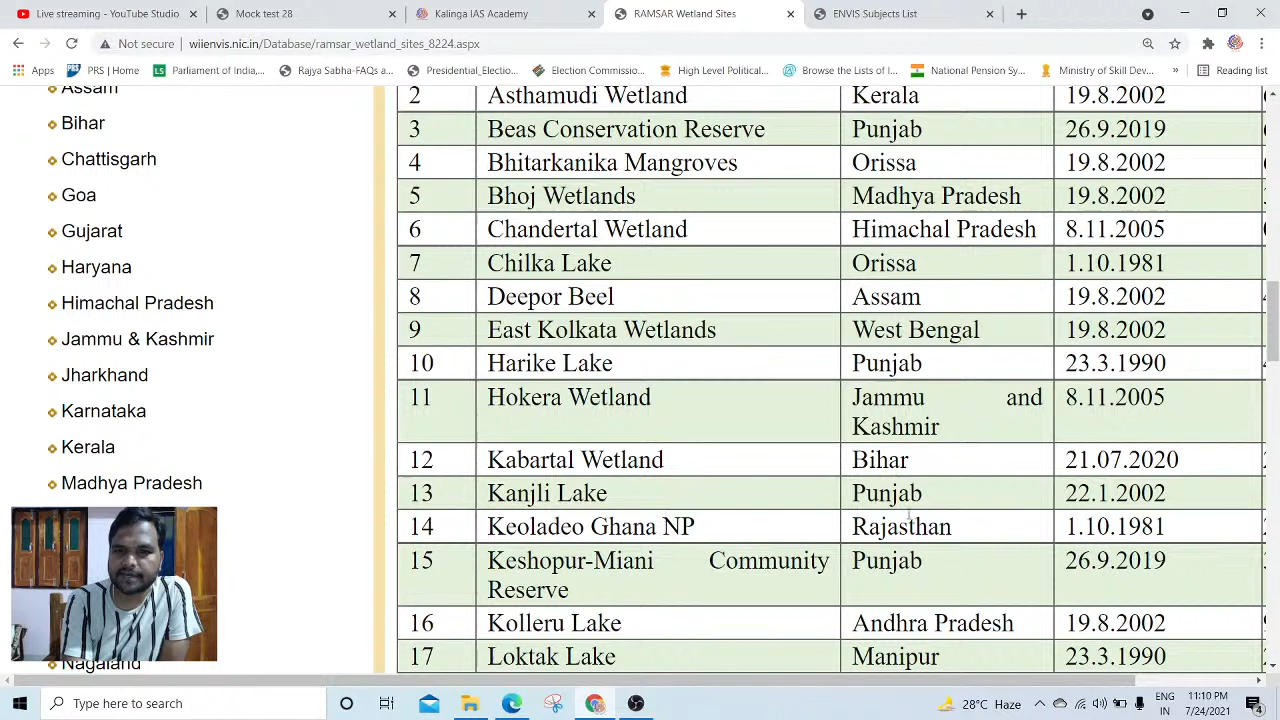 Live streaming - YouTube Studio
Mock test 28
Kalinga IAS Academy
RAMSAR Wetland Sites
ENVIS Subjects List
Not secure | wiienvis.nic.in/Database/ramsar_wetland_sites_8224.aspx
Apps
PRS | Home
Parliament of India,...
Rajya Sabha-FAQs a...
Presidential_Electio...
Election Commissio...
High Level Political...
Browse the Lists of I...
National Pension Sy...
Ministry of Skill Dev...
»
Reading list
Assam
Bihar
Chattisgarh
Goa
Gujarat
Haryana
Himachal Pradesh
Jammu & Kashmir
Jharkhand
Karnataka
Kerala
Madhya Pradesh
Nagaland
2 Asthamudi Wetland Kerala 19.8.2002
3 Beas Conservation Reserve Punjab 26.9.2019
4 Bhitarkanika Mangroves Orissa 19.8.2002
5 Bhoj Wetlands Madhya Pradesh 19.8.2002
6 Chandertal Wetland Himachal Pradesh 8.11.2005
7 Chilka Lake Orissa 1.10.1981
8 Deepor Beel Assam 19.8.2002
9 East Kolkata Wetlands West Bengal 19.8.2002
10 Harike Lake Punjab 23.3.1990
11 Hokera Wetland Jammu and 8.11.2005
Kashmir
12 Kabartal Wetland Bihar 21.07.2020
13 Kanjli Lake Punjab 22.1.2002
14 Keoladeo Ghana NP Rajasthan 1.10.1981
15 Keshopur-Miani Community Punjab 26.9.2019
Reserve
16 Kolleru Lake Andhra Pradesh 19.8.2002
17 Loktak Lake Manipur 23.3.1990
Type here to search
28°C Haze
ENG
IN
11:10 PM
7/24/2021
4